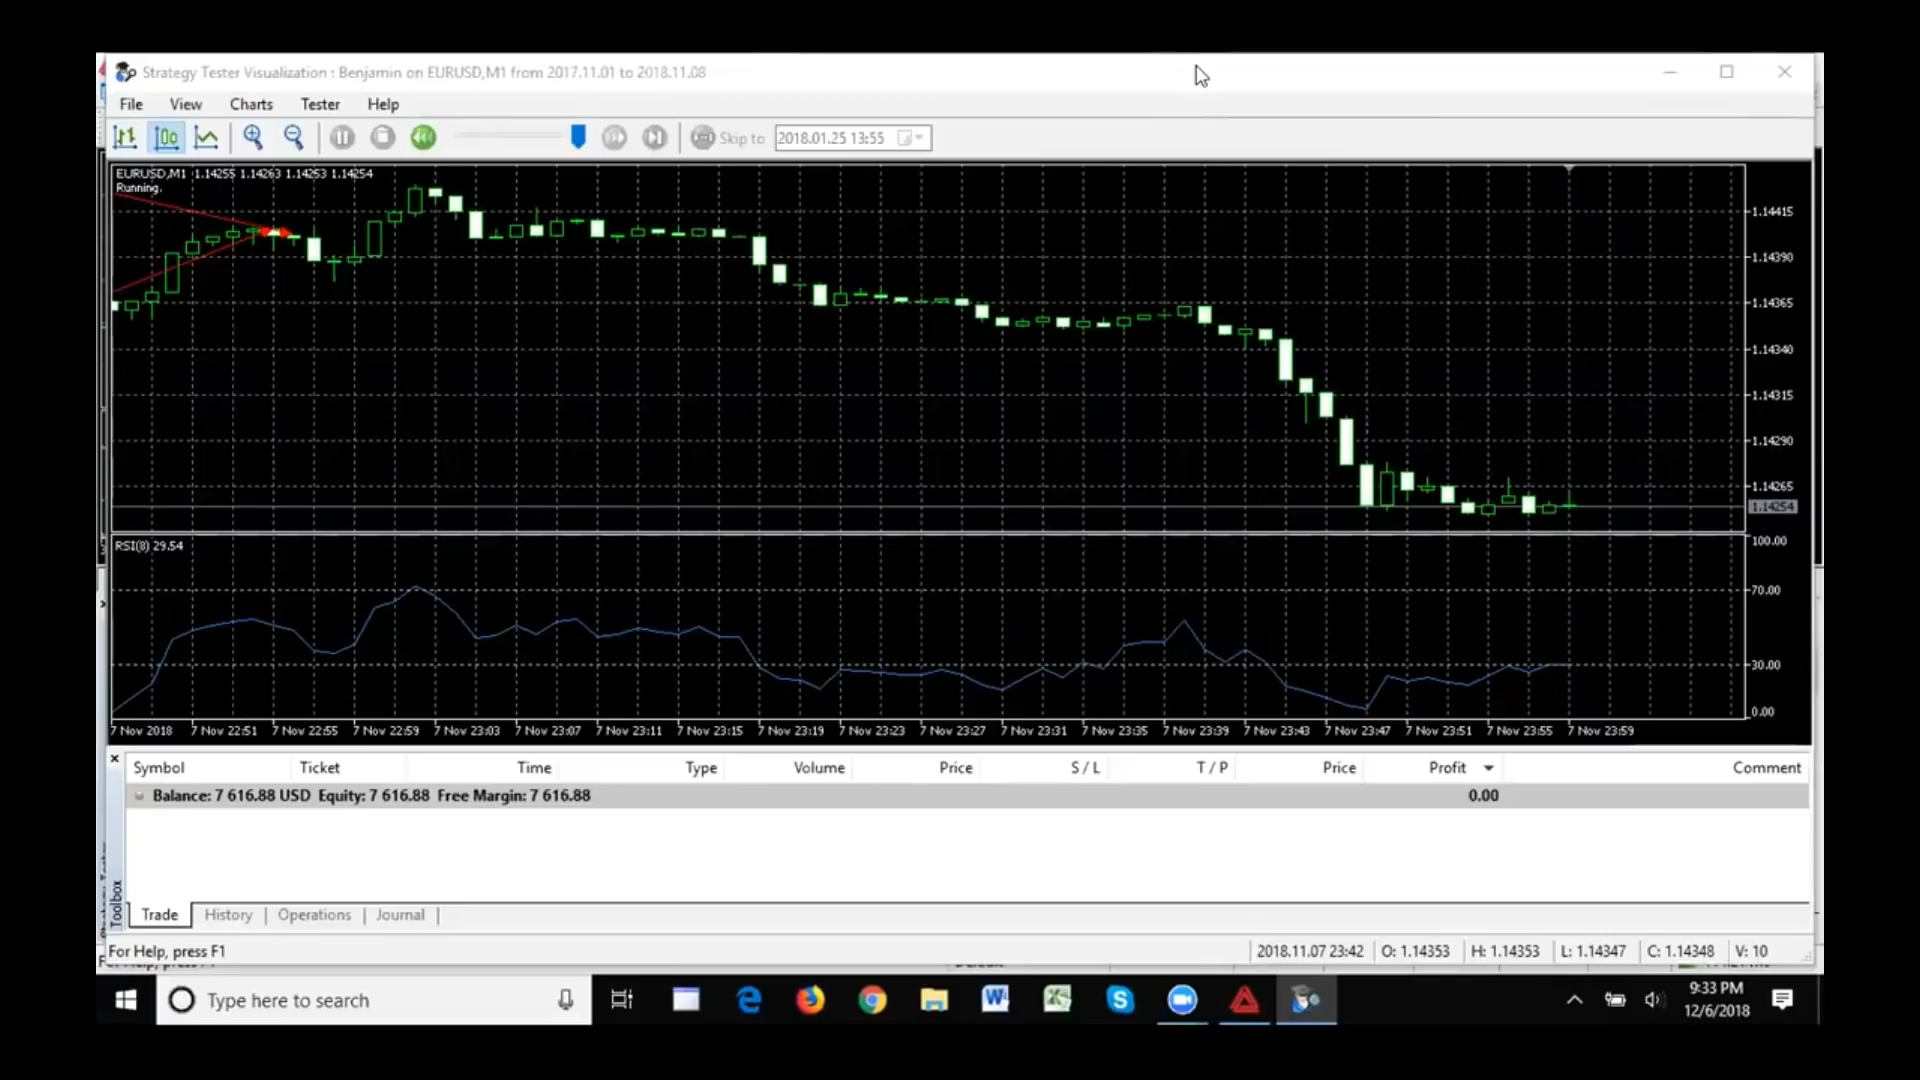 Strategy Tester Visualization : Benjamin on EURUSD,M1 from 2017.11.01 to 2018.11.08
File View Charts Tester Help
Skip to 2018.01.25 13:55
EURUSD,M1 1.14255 1.14263 1.14253 1.14254
Running.
1.14415
1.14390
1.14365
1.14340
1.14315
1.14290
1.14265
1.14254
RSI(8) 29.54
100.00
70.00
30.00
0.00
7 Nov 2018 7 Nov 22:51 7 Nov 22:55 7 Nov 22:59 7 Nov 23:03 7 Nov 23:07 7 Nov 23:11 7 Nov 23:15 7 Nov 23:19 7 Nov 23:23 7 Nov 23:27 7 Nov 23:31 7 Nov 23:35 7 Nov 23:39 7 Nov 23:43 7 Nov 23:47 7 Nov 23:51 7 Nov 23:55 7 Nov 23:59
Symbol Ticket Time Type Volume Price S / L T / P Price Profit Comment
Balance: 7 616.88 USD Equity: 7 616.88 Free Margin: 7 616.88 0.00
Toolbox
Trade History Operations Journal
For Help, press F1 2018.11.07 23:42 O: 1.14353 H: 1.14353 L: 1.14347 C: 1.14348 V: 10
Type here to search
9:33 PM
12/6/2018